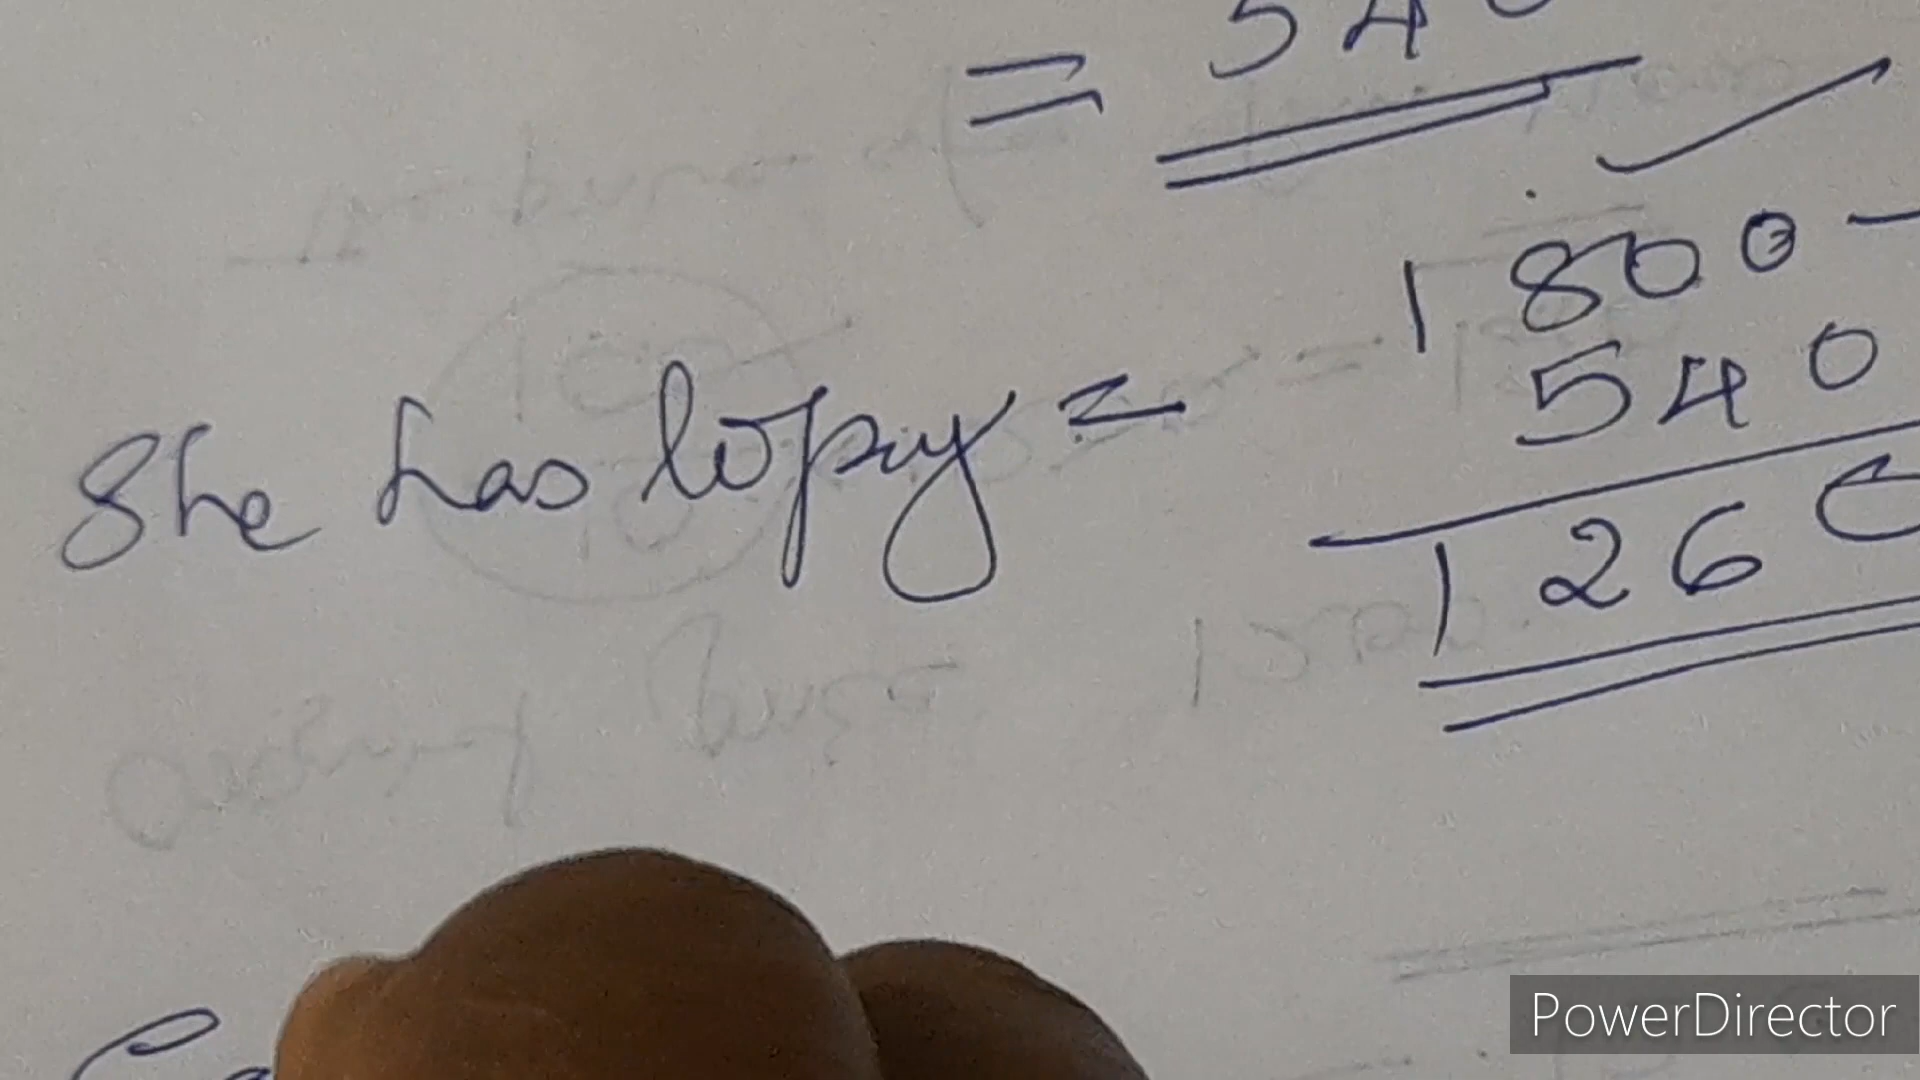 = 540
1800 -
540
She has to pay =
1260
PowerDirector